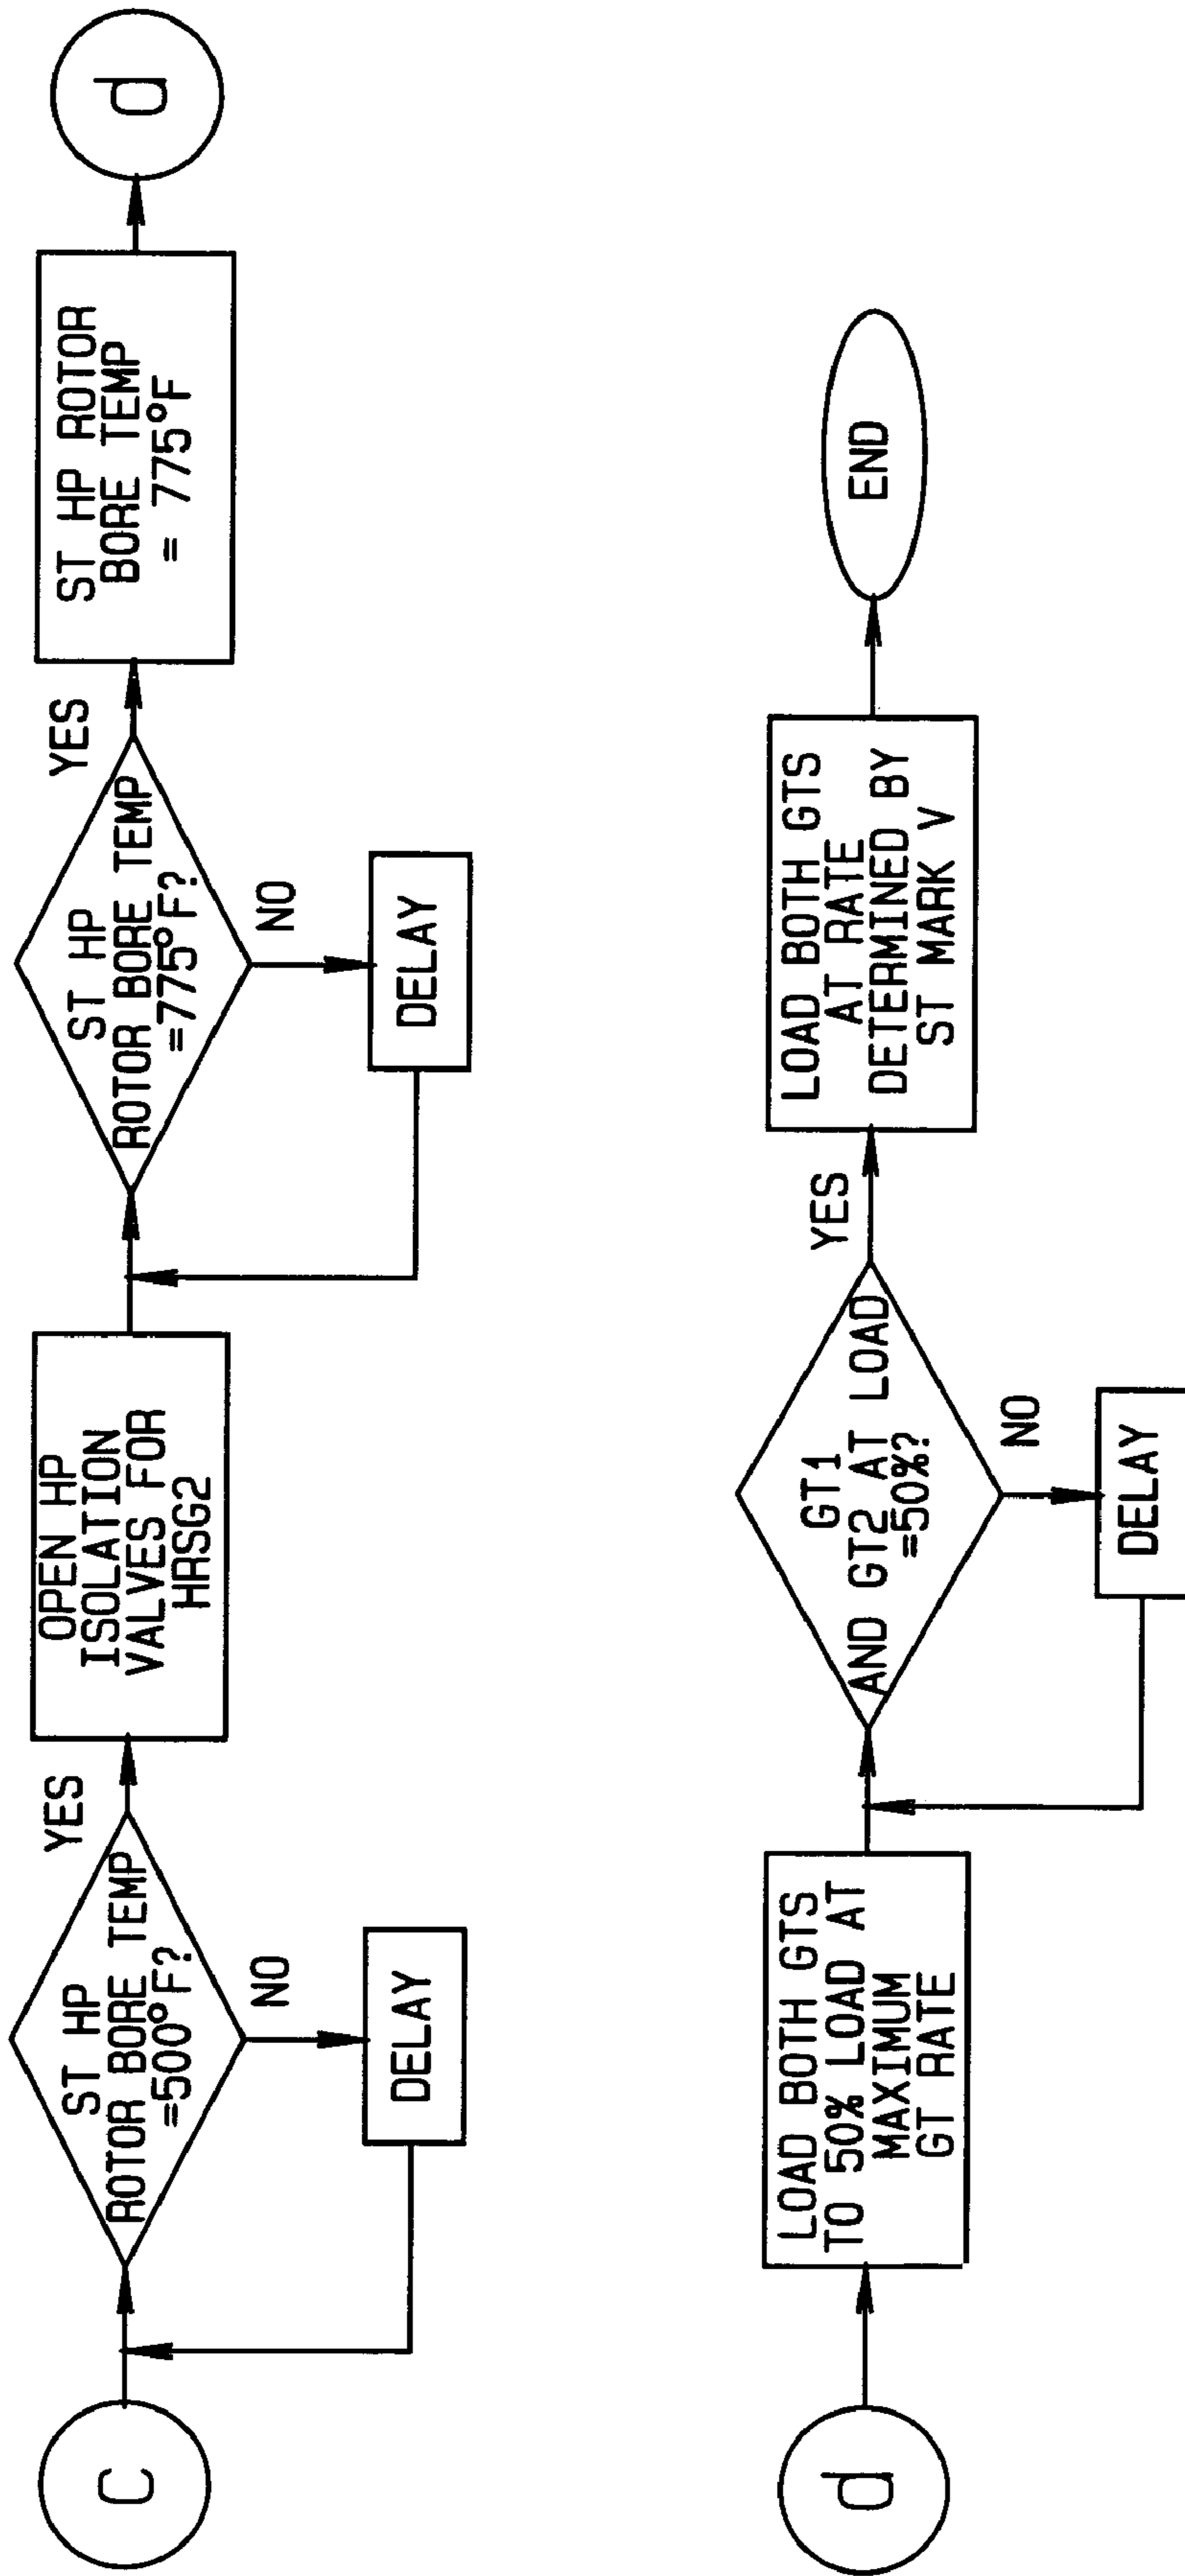 C
ST HP
ROTOR BORE TEMP
=500°F?
YES
NO
DELAY
OPEN HP
ISOLATION
VALVES FOR
HRSG2
ST HP
ROTOR BORE TEMP
=775°F?
YES
NO
DELAY
ST HP ROTOR
BORE TEMP
= 775°F
d
d
LOAD BOTH GTS
TO 50% LOAD AT
MAXIMUM
GT RATE
GT1
AND GT2 AT LOAD
=50%?
YES
NO
DELAY
LOAD BOTH GTS
AT RATE
DETERMINED BY
ST MARK V
END